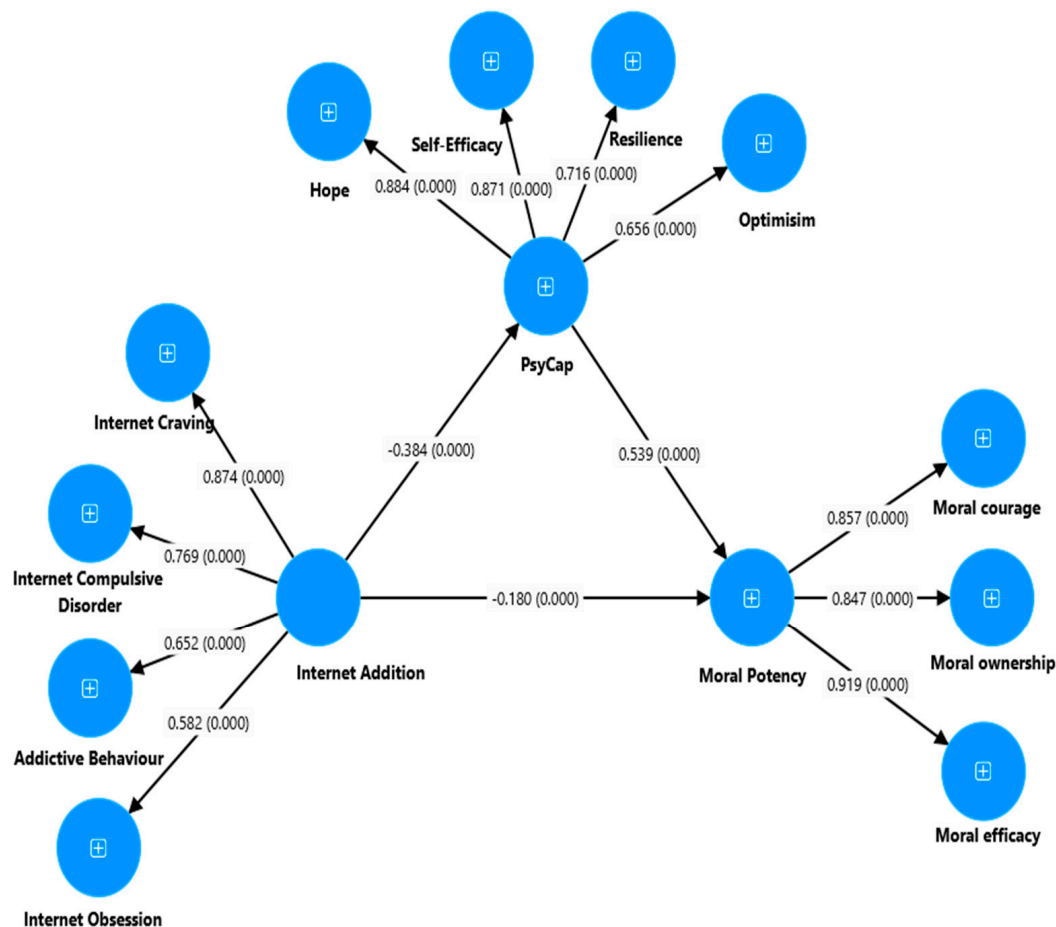 Self-Efficacy
Resilience
Hope
0.884 (0.000)
0.871 (0.000)
0.716 (0.000)
0.656 (0.000)
Optimisim
PsyCap
Internet Craving
-0.384 (0.000)
0.539 (0.000)
0.874 (0.000)
Moral courage
0.857 (0.000)
0.769 (0.000)
Internet Compulsive
Disorder
-0.180 (0.000)
0.847 (0.000)
0.652 (0.000)
Internet Addition
Moral Potency
Moral ownership
0.919 (0.000)
0.582 (0.000)
Addictive Behaviour
Moral efficacy
Internet Obsession